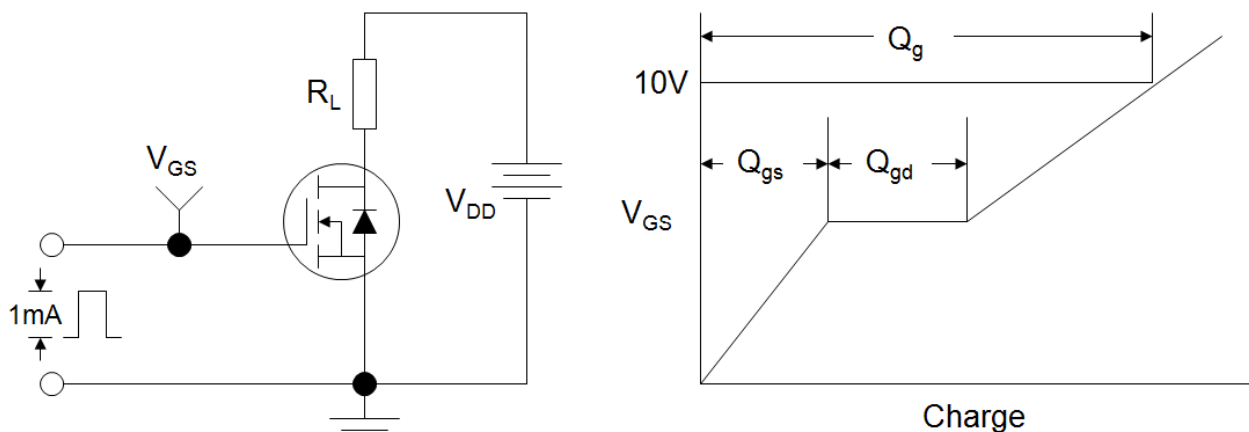 R_L
V_GS
V_DD
1mA
Q_g
10V
Q_gs
Q_gd
V_GS
Charge